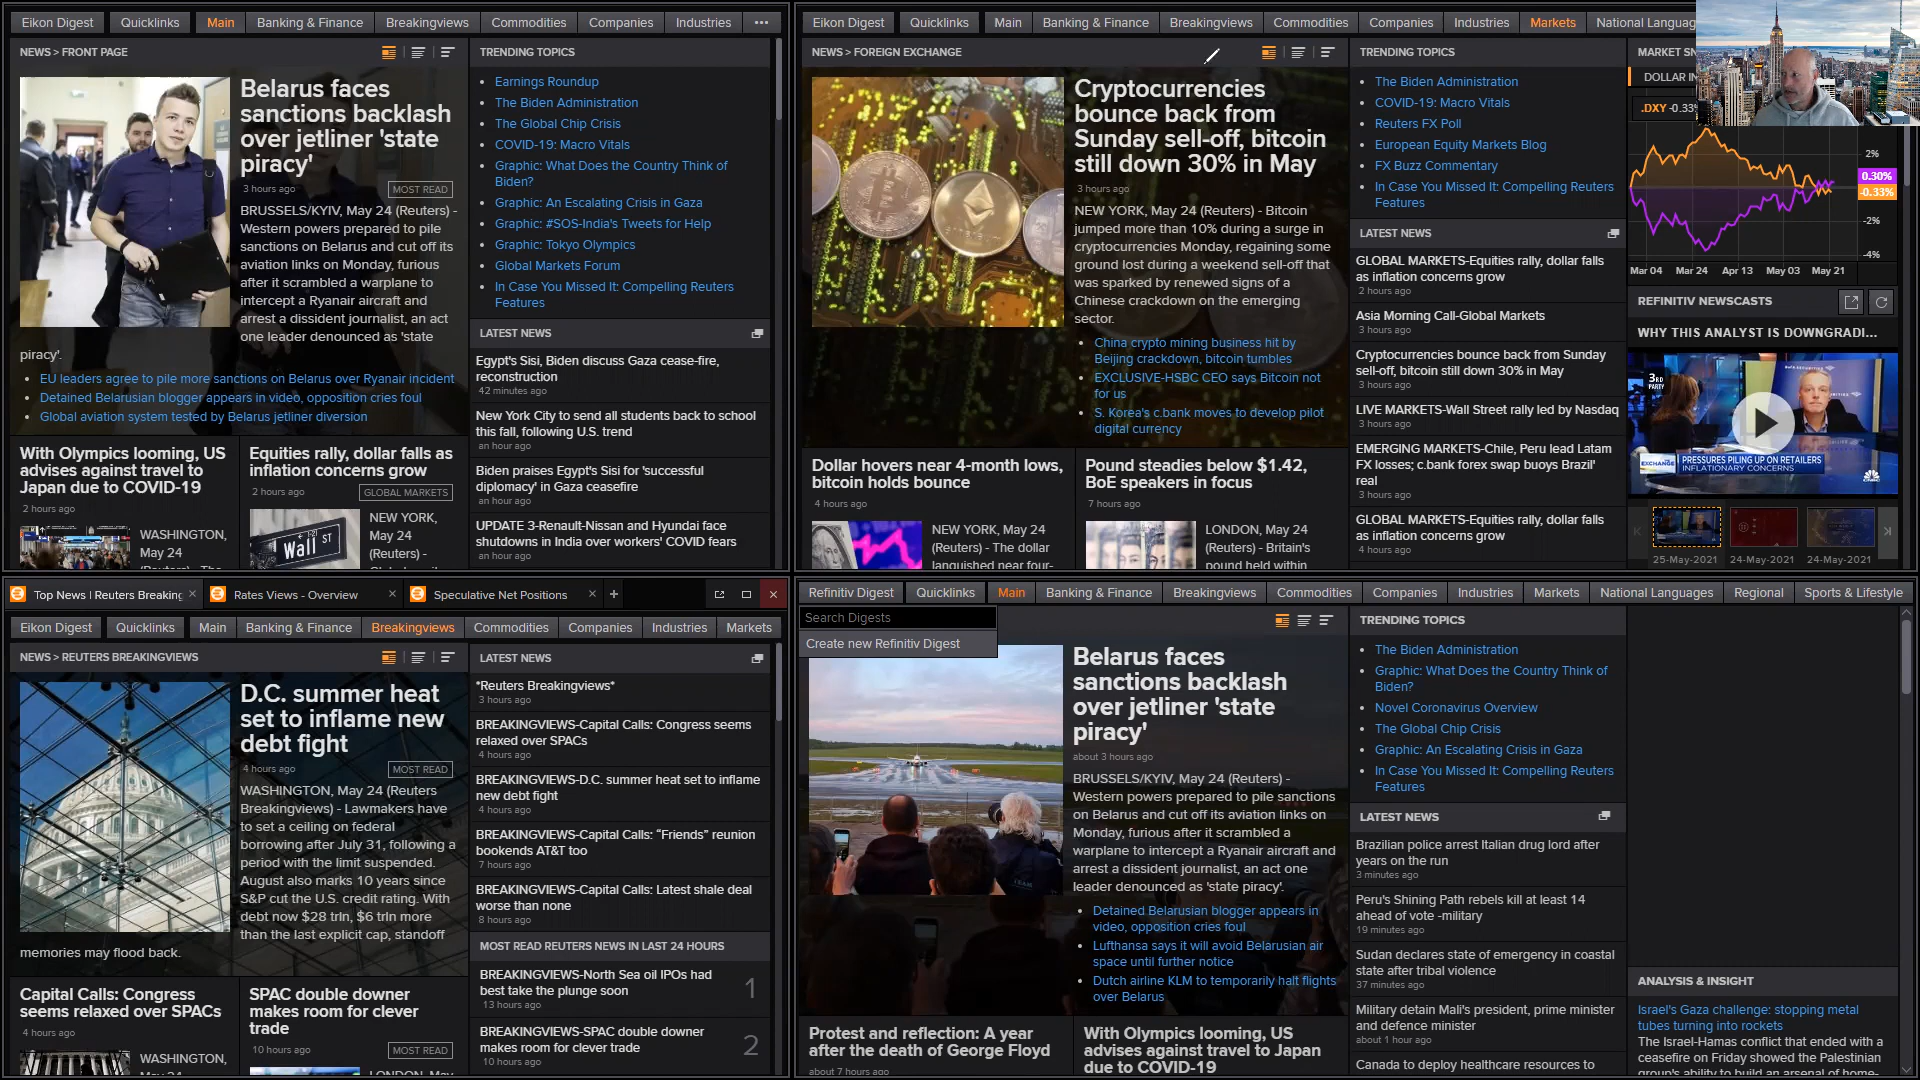 Eikon Digest Quicklinks Main Banking & Finance Breakingviews Commodities Companies Industries •••
NEWS > FRONT PAGE
Belarus faces
sanctions backlash
over jetliner 'state
piracy'
3 hours ago MOST READ
BRUSSELS/KYIV, May 24 (Reuters) -
Western powers prepared to pile
sanctions on Belarus and cut off its
aviation links on Monday, furious
after it scrambled a warplane to
intercept a Ryanair aircraft and
arrest a dissident journalist, an act
one leader denounced as 'state
piracy'.
EU leaders agree to pile more sanctions on Belarus over Ryanair incident
Detained Belarusian blogger appears in video, opposition cries foul
Global aviation system tested by Belarus jetliner diversion
With Olympics looming, US
advises against travel to
Japan due to COVID-19
2 hours ago
WASHINGTON,
May 24
Equities rally, dollar falls as
inflation concerns grow
2 hours ago GLOBAL MARKETS
Wall ST
NEW YORK,
May 24
(Reuters) -
TRENDING TOPICS
Earnings Roundup
The Biden Administration
The Global Chip Crisis
COVID-19: Macro Vitals
Graphic: What Does the Country Think of
Biden?
Graphic: An Escalating Crisis in Gaza
Graphic: #SOS-India's Tweets for Help
Graphic: Tokyo Olympics
Global Markets Forum
In Case You Missed It: Compelling Reuters
Features
LATEST NEWS
Egypt's Sisi, Biden discuss Gaza cease-fire,
reconstruction
42 minutes ago
New York City to send all students back to school
this fall, following U.S. trend
an hour ago
Biden praises Egypt's Sisi for 'successful
diplomacy' in Gaza ceasefire
an hour ago
UPDATE 3-Renault-Nissan and Hyundai face
shutdowns in India over workers' COVID fears
an hour ago
Eikon Digest Quicklinks Main Banking & Finance Breakingviews Commodities Companies Industries Markets National Languag
NEWS > FOREIGN EXCHANGE
Cryptocurrencies
bounce back from
Sunday sell-off, bitcoin
still down 30% in May
3 hours ago
NEW YORK, May 24 (Reuters) - Bitcoin
jumped more than 10% during a surge in
cryptocurrencies Monday, regaining some
ground lost during a weekend sell-off that
was sparked by renewed signs of a
Chinese crackdown on the emerging
sector.
China crypto mining business hit by
Beijing crackdown, bitcoin tumbles
EXCLUSIVE-HSBC CEO says Bitcoin not
for us
S. Korea's c.bank moves to develop pilot
digital currency
Dollar hovers near 4-month lows,
bitcoin holds bounce
4 hours ago
NEW YORK, May 24
(Reuters) - The dollar
languished near four-
Pound steadies below $1.42,
BoE speakers in focus
7 hours ago
LONDON, May 24
(Reuters) - Britain's
pound held within
TRENDING TOPICS
The Biden Administration
COVID-19: Macro Vitals
Reuters FX Poll
European Equity Markets Blog
FX Buzz Commentary
In Case You Missed It: Compelling Reuters
Features
LATEST NEWS
GLOBAL MARKETS-Equities rally, dollar falls
as inflation concerns grow
2 hours ago
Asia Morning Call-Global Markets
3 hours ago
Cryptocurrencies bounce back from Sunday
sell-off, bitcoin still down 30% in May
3 hours ago
LIVE MARKETS-Wall Street rally led by Nasdaq
3 hours ago
EMERGING MARKETS-Chile, Peru lead Latam
FX losses; c.bank forex swap buoys Brazil'
real
3 hours ago
GLOBAL MARKETS-Equities rally, dollar falls
as inflation concerns grow
4 hours ago
MARKET SN
DOLLAR IN
.DXY -0.33%
2%
0.30%
-0.33%
-2%
-4%
Mar 04 Mar 24 Apr 13 May 03 May 21
REFINITIV NEWSCASTS
WHY THIS ANALYST IS DOWNGRADI...
3RD
PARTY
EXCHANGE PRESSURES PILING UP ON RETAILERS
INFLATIONARY CONCERNS
CNBC
25-May-2021 24-May-2021 24-May-2021
Top News | Reuters Breaking Rates Views - Overview Speculative Net Positions
Eikon Digest Quicklinks Main Banking & Finance Breakingviews Commodities Companies Industries Markets
NEWS > REUTERS BREAKINGVIEWS
D.C. summer heat
set to inflame new
debt fight
4 hours ago MOST READ
WASHINGTON, May 24 (Reuters
Breakingviews) - Lawmakers have
to set a ceiling on federal
borrowing after July 31, following a
period with the limit suspended.
August also marks 10 years since
S&P cut the U.S. credit rating. With
debt now $28 trln, $6 trln more
than the last explicit cap, standoff
memories may flood back.
Capital Calls: Congress
seems relaxed over SPACs
4 hours ago
WASHINGTON,
SPAC double downer
makes room for clever
trade
10 hours ago MOST READ
LATEST NEWS
*Reuters Breakingviews*
3 hours ago
BREAKINGVIEWS-Capital Calls: Congress seems
relaxed over SPACs
4 hours ago
BREAKINGVIEWS-D.C. summer heat set to inflame
new debt fight
4 hours ago
BREAKINGVIEWS-Capital Calls: “Friends” reunion
bookends AT&T too
7 hours ago
BREAKINGVIEWS-Capital Calls: Latest shale deal
worse than none
8 hours ago
MOST READ REUTERS NEWS IN LAST 24 HOURS
BREAKINGVIEWS-North Sea oil IPOs had
best take the plunge soon
13 hours ago
1
BREAKINGVIEWS-SPAC double downer
makes room for clever trade
10 hours ago
2
Refinitiv Digest Quicklinks Main Banking & Finance Breakingviews Commodities Companies Industries Markets National Languages Regional Sports & Lifestyle
Search Digests
Create new Refinitiv Digest
Belarus faces
sanctions backlash
over jetliner 'state
piracy'
about 3 hours ago
BRUSSELS/KYIV, May 24 (Reuters) -
Western powers prepared to pile sanctions
on Belarus and cut off its aviation links on
Monday, furious after it scrambled a
warplane to intercept a Ryanair aircraft and
arrest a dissident journalist, an act one
leader denounced as 'state piracy'.
Detained Belarusian blogger appears in
video, opposition cries foul
Lufthansa says it will avoid Belarusian air
space until further notice
Dutch airline KLM to temporarily halt flights
over Belarus
Protest and reflection: A year
after the death of George Floyd
about 7 hours ago
With Olympics looming, US
advises against travel to Japan
due to COVID-19
TRENDING TOPICS
The Biden Administration
Graphic: What Does the Country Think of
Biden?
Novel Coronavirus Overview
The Global Chip Crisis
Graphic: An Escalating Crisis in Gaza
In Case You Missed It: Compelling Reuters
Features
LATEST NEWS
Brazilian police arrest Italian drug lord after
years on the run
3 minutes ago
Peru's Shining Path rebels kill at least 14
ahead of vote -military
19 minutes ago
Sudan declares state of emergency in coastal
state after tribal violence
37 minutes ago
Military detain Mali's president, prime minister
and defence minister
about 1 hour ago
Canada to deploy healthcare resources to
ANALYSIS & INSIGHT
Israel's Gaza challenge: stopping metal
tubes turning into rockets
The Israel-Hamas conflict that ended with a
ceasefire on Friday showed the Palestinian
group's ability to build an arsenal of home-